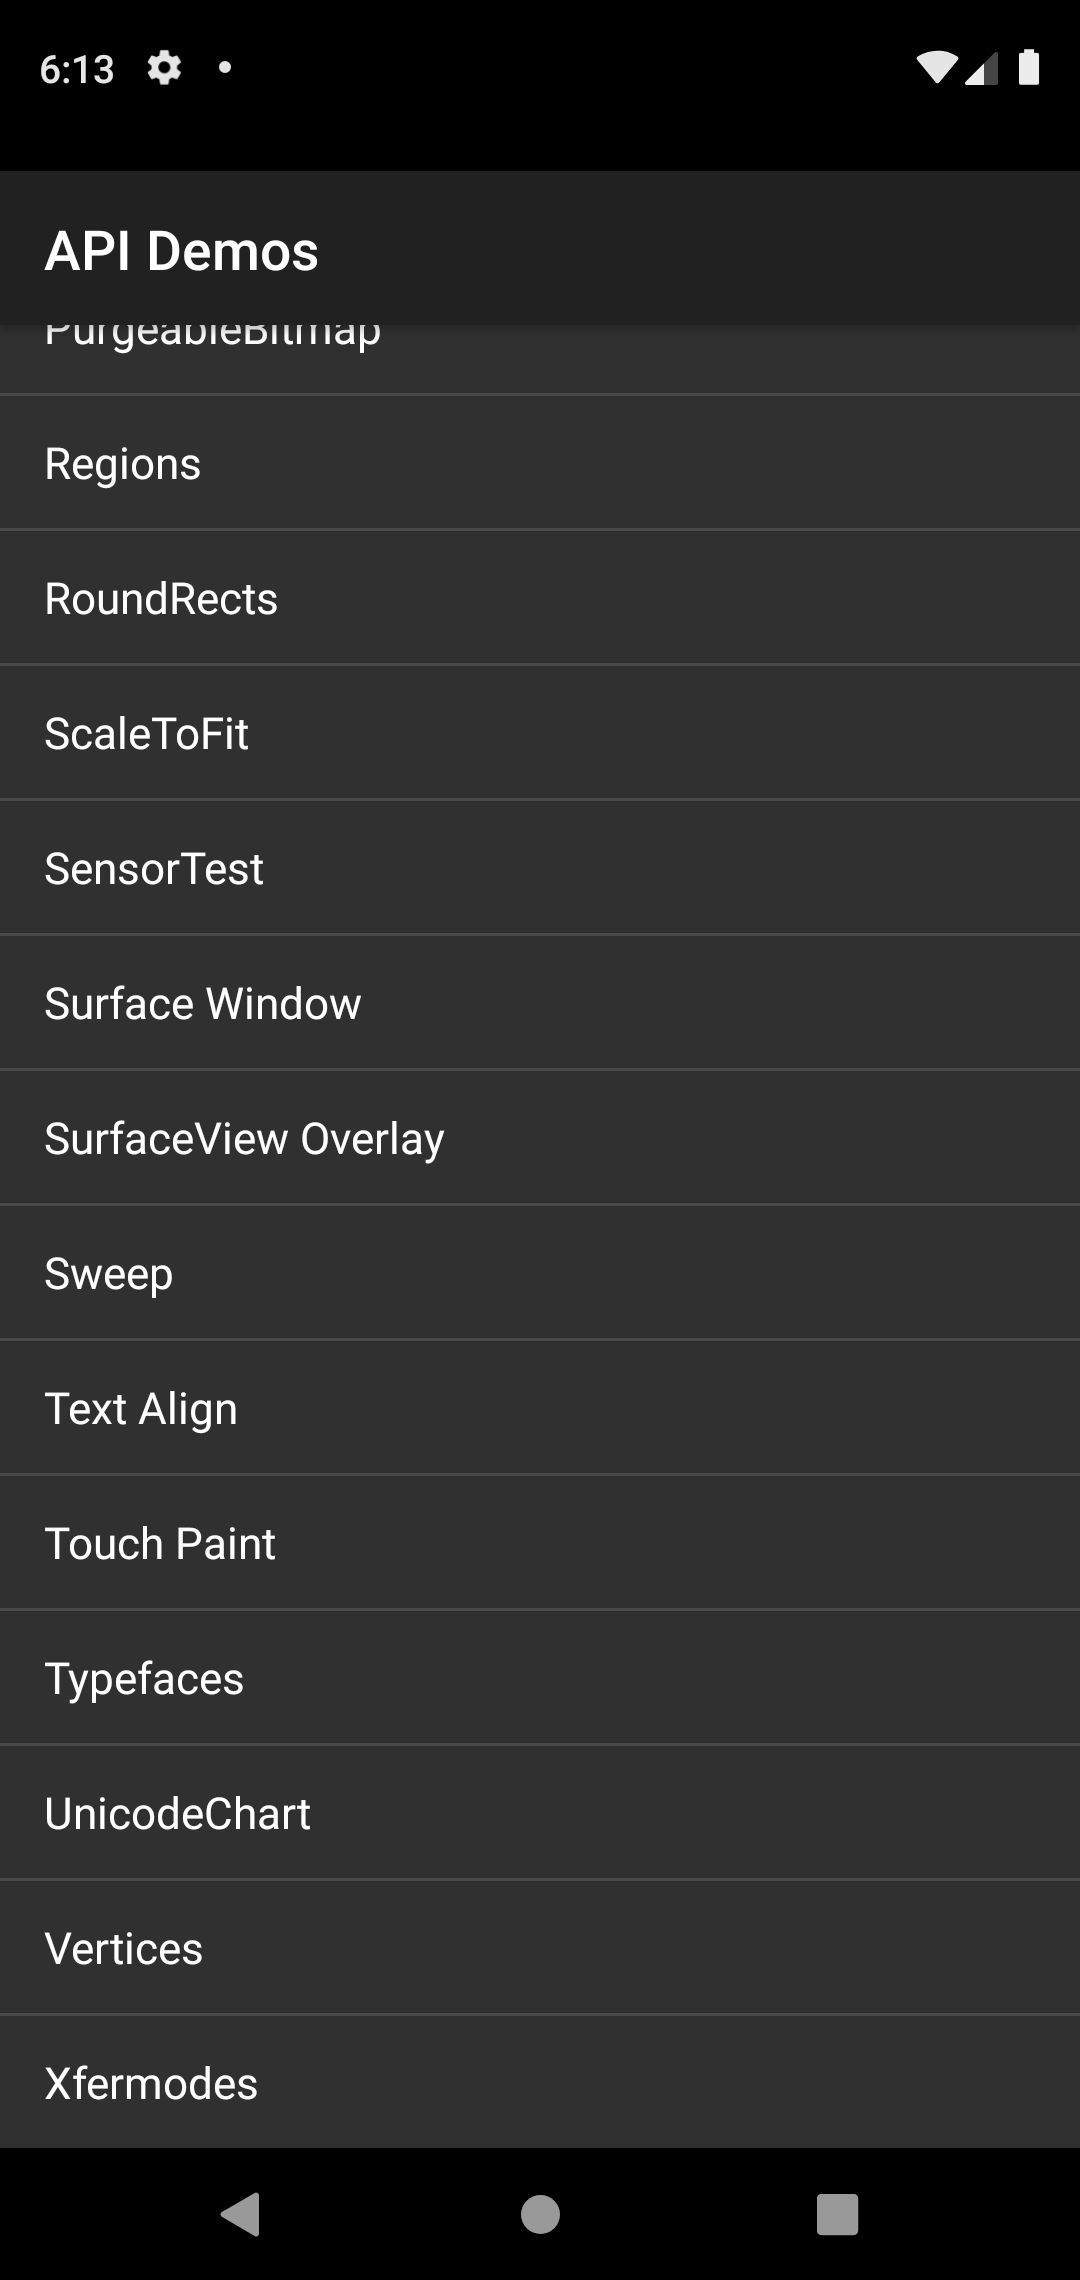 6:13
API Demos
PurgeableBitmap
Regions
RoundRects
ScaleToFit
SensorTest
Surface Window
SurfaceView Overlay
Sweep
Text Align
Touch Paint
Typefaces
UnicodeChart
Vertices
Xfermodes